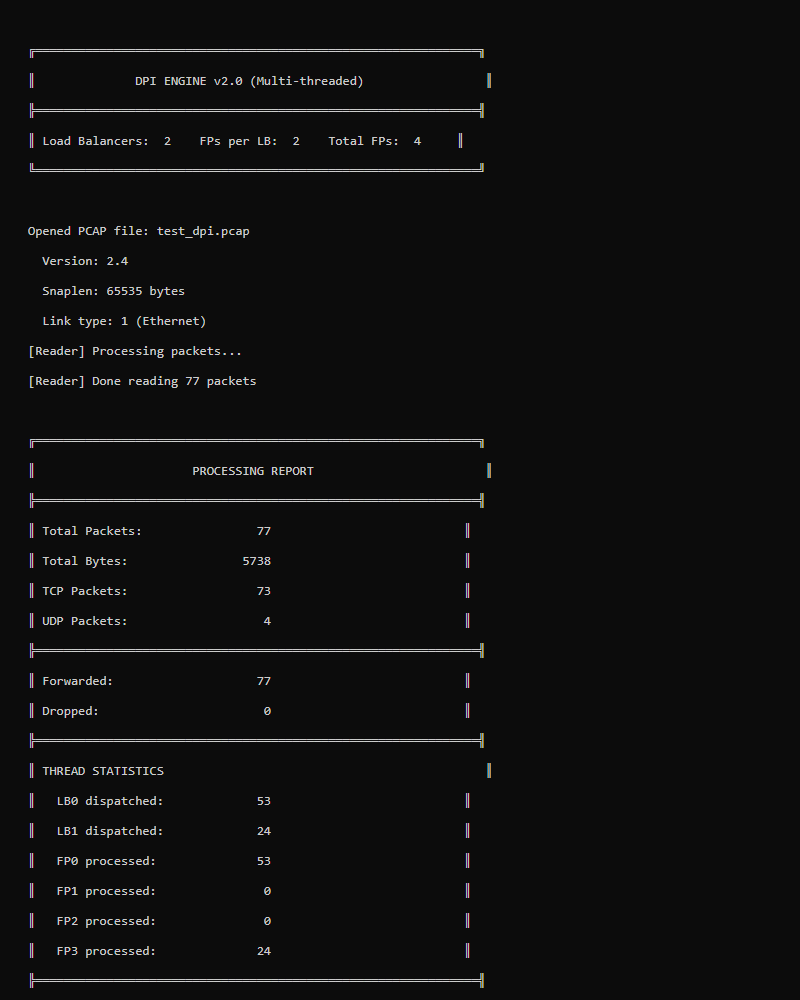 DPI ENGINE v2.0 (Multi-threaded)
Load Balancers: 2 FPs per LB: 2 Total FPs: 4
Opened PCAP file: test_dpi.pcap
Version: 2.4
Snaplen: 65535 bytes
Link type: 1 (Ethernet)
[Reader] Processing packets...
[Reader] Done reading 77 packets
PROCESSING REPORT
Total Packets: 77
Total Bytes: 5738
TCP Packets: 73
UDP Packets: 4
Forwarded: 77
Dropped: 0
THREAD STATISTICS
LB0 dispatched: 53
LB1 dispatched: 24
FP0 processed: 53
FP1 processed: 0
FP2 processed: 0
FP3 processed: 24